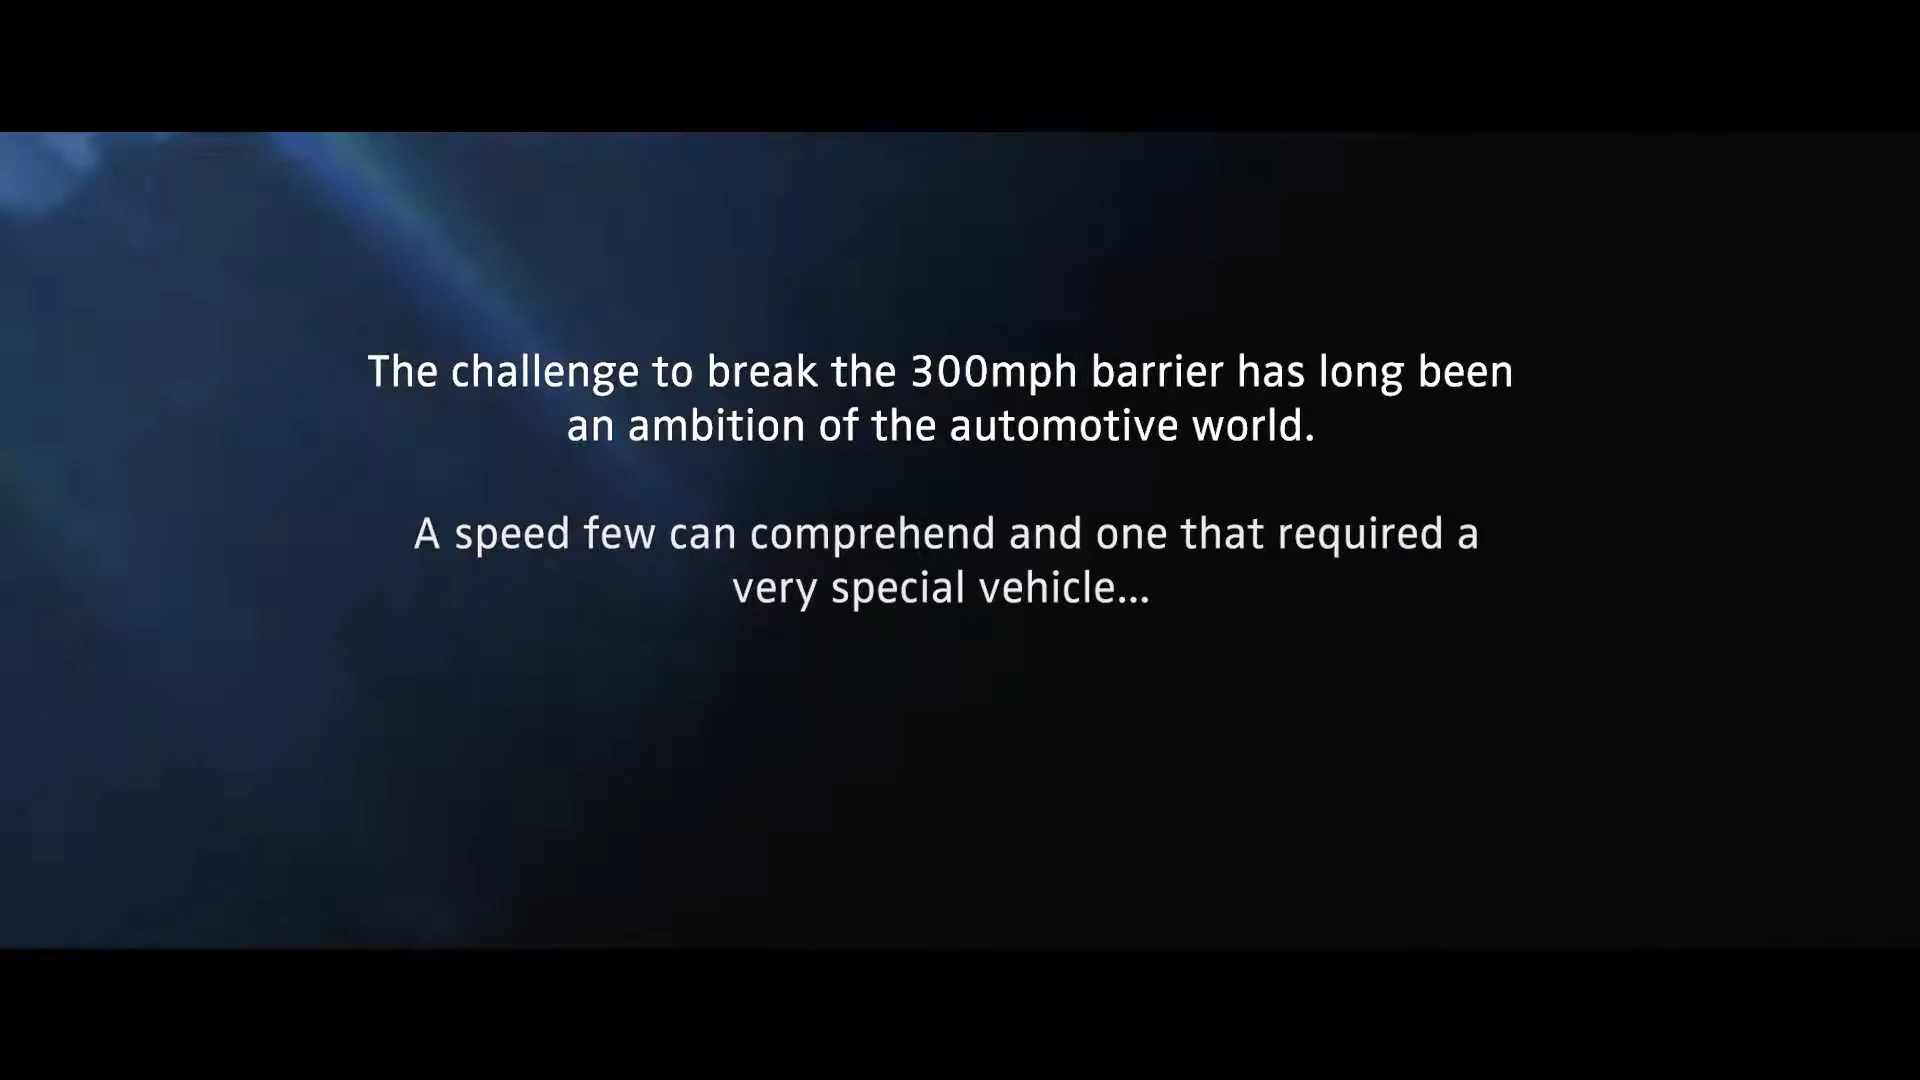 The challenge to break the 300mph barrier has long been
an ambition of the automotive world.
A speed few can comprehend and one that required a
very special vehicle...